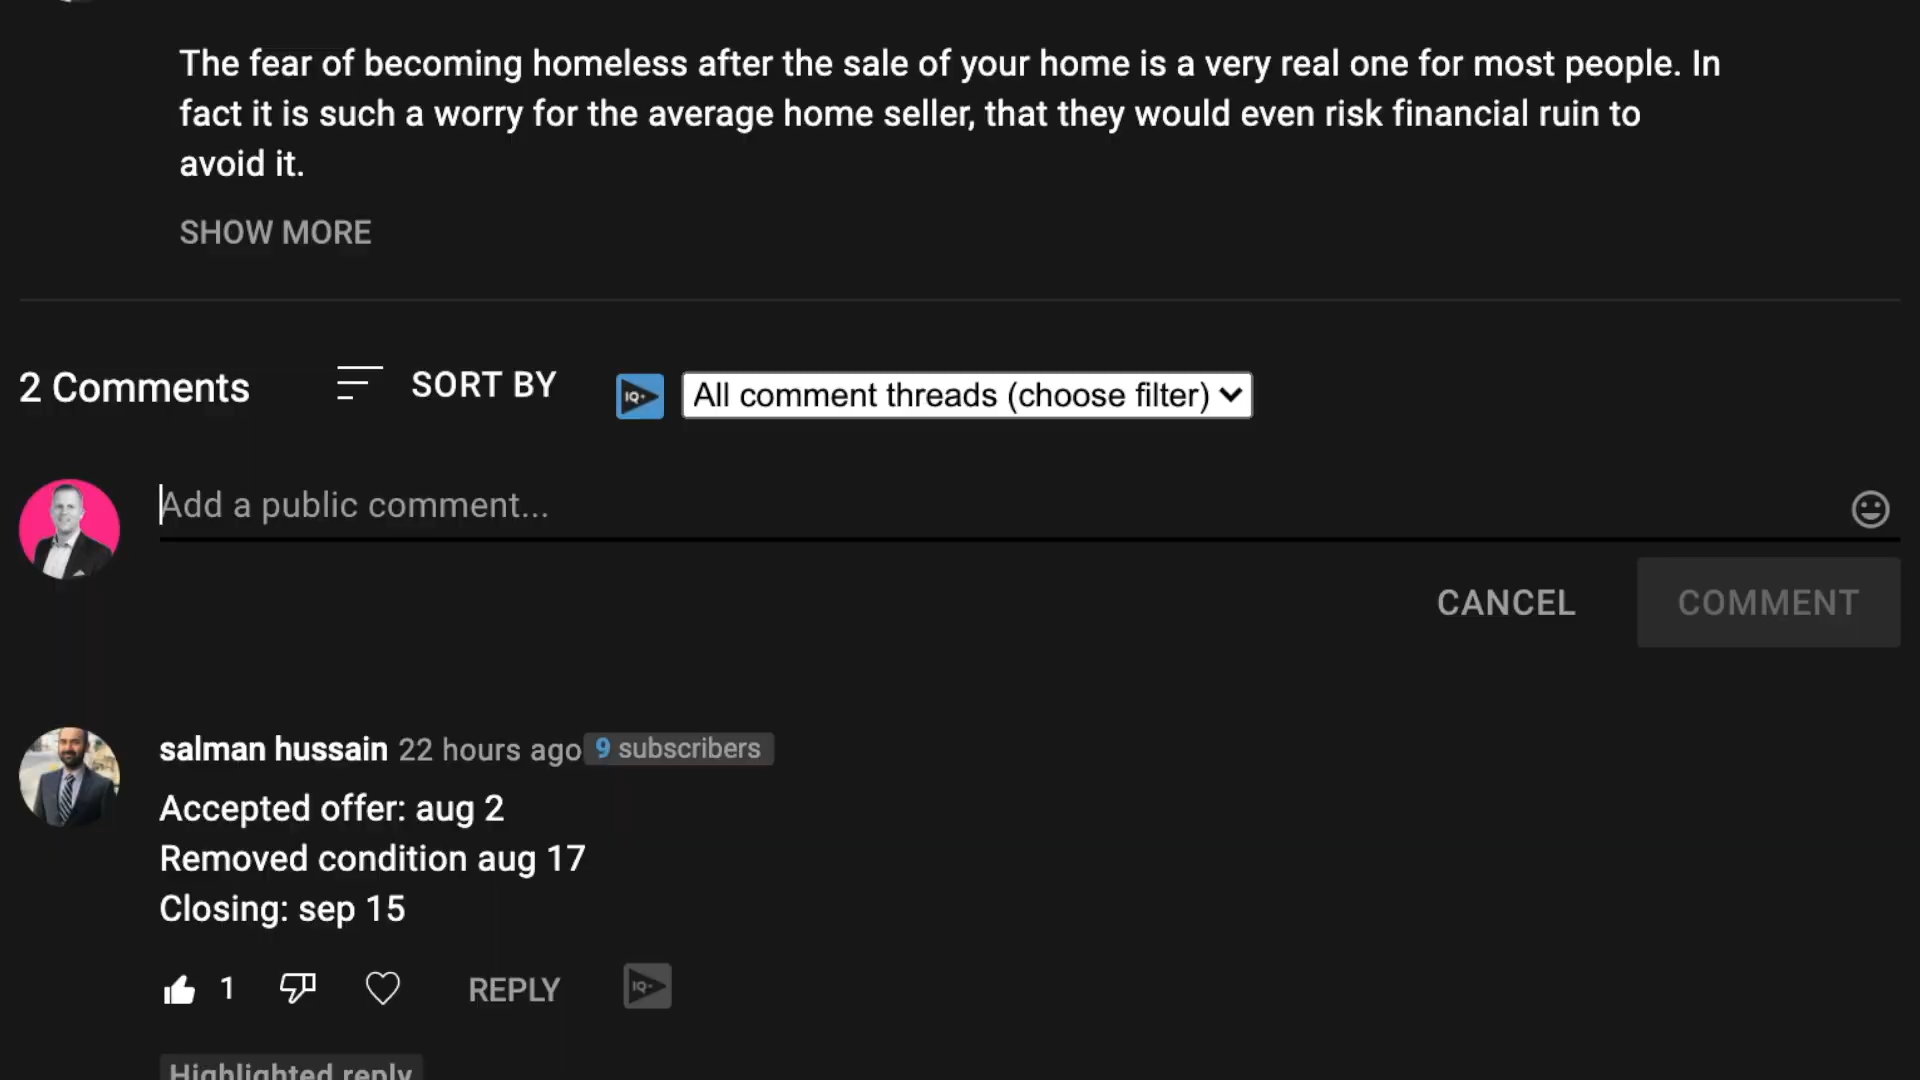 The fear of becoming homeless after the sale of your home is a very real one for most people. In
fact it is such a worry for the average home seller, that they would even risk financial ruin to
avoid it.
SHOW MORE
2 Comments
SORT BY
IQ+
All comment threads (choose filter)
Add a public comment...
CANCEL
COMMENT
salman hussain 22 hours ago 9 subscribers
Accepted offer: aug 2
Removed condition aug 17
Closing: sep 15
1
REPLY
IQ+
Highlighted reply